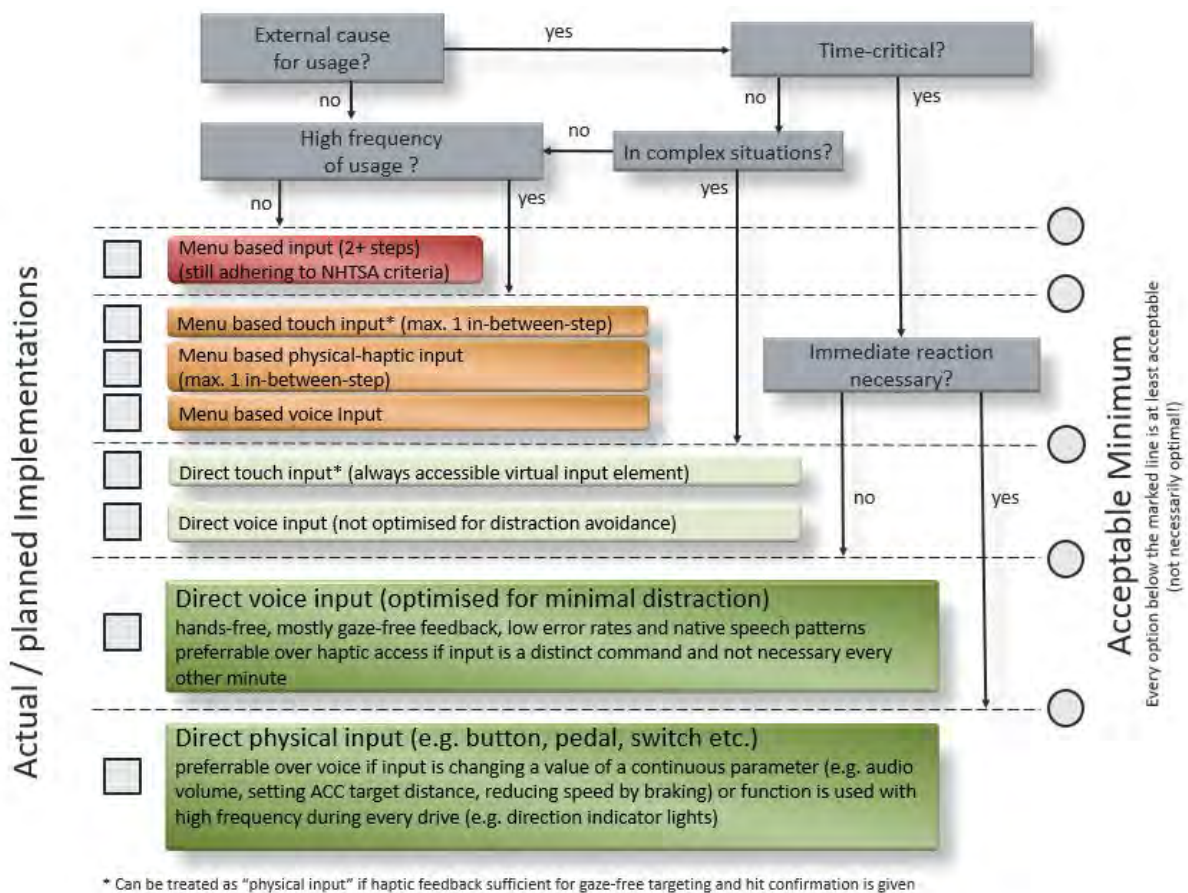 External cause
for usage?
yes
Time-critical?
no
no
yes
High frequency
of usage ?
no
In complex situations?
no
yes
yes
Menu based input (2+ steps)
(still adhering to NHTSA criteria)
Menu based touch input* (max. 1 in-between-step)
Menu based physical-haptic input
(max. 1 in-between-step)
Menu based voice Input
Immediate reaction
necessary?
Direct touch input* (always accessible virtual input element)
Direct voice input (not optimised for distraction avoidance)
no
yes
Direct voice input (optimised for minimal distraction)
hands-free, mostly gaze-free feedback, low error rates and native speech patterns
preferrable over haptic access if input is a distinct command and not necessary every
other minute
Direct physical input (e.g. button, pedal, switch etc.)
preferrable over voice if input is changing a value of a continuous parameter (e.g. audio
volume, setting ACC target distance, reducing speed by braking) or function is used with
high frequency during every drive (e.g. direction indicator lights)
Actual / planned Implementations
Acceptable Minimum
Every option below the marked line is at least acceptable
(not necessarily optimal!)
* Can be treated as "physical input" if haptic feedback sufficient for gaze-free targeting and hit confirmation is given